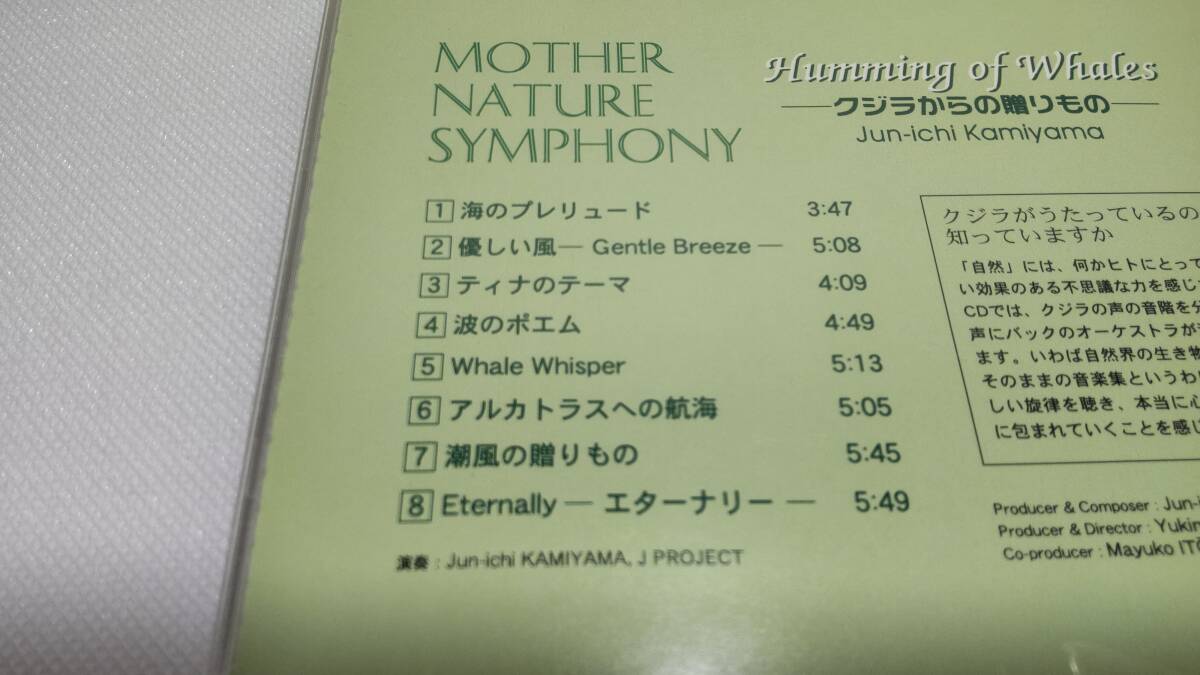 MOTHER
NATURE
SYMPHONY
Humming of Whales
—クジラからの贈りもの—
Jun-ichi Kamiyama
1 海のプレリュード 3:47
2 優しい風— Gentle Breeze — 5:08
3 ティナのテーマ 4:09
4 波のポエム 4:49
5 Whale Whisper 5:13
6 アルカトラスへの航海 5:05
7 潮風の贈りもの 5:45
8 Eternally — エターナリー — 5:49
演奏 : Jun-ichi KAMIYAMA, J PROJECT
クジラがうたっているの
知っていますか
「自然」には、何かヒトにとって
い効果のある不思議な力を感じ
CDでは、クジラの声の音階を分
声にバックのオーケストラが
ます。いわば自然界の生き物
そのままの音楽集というわ
しい旋律を聴き、本当に心
に包まれていくことを感じ
Producer & Composer : Jun-
Producer & Director : Yukin
Co-producer : Mayuko ITO